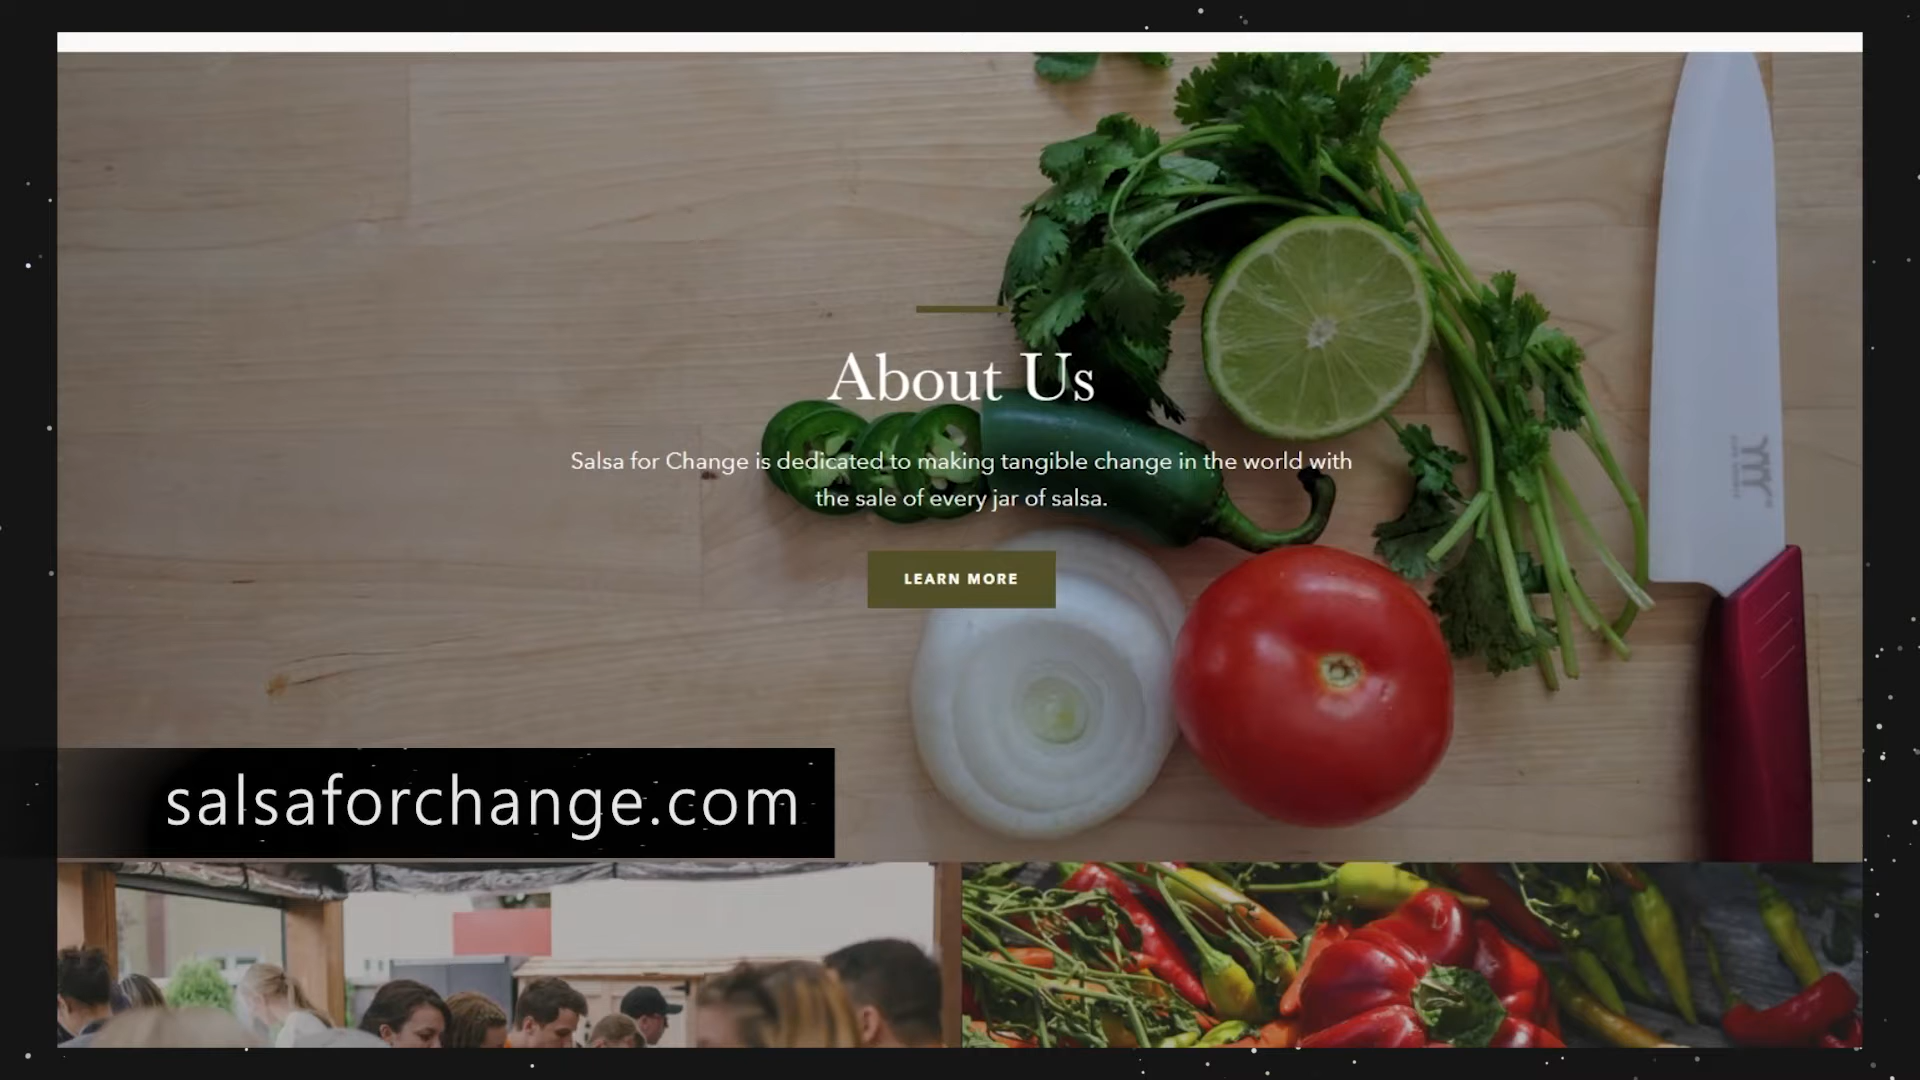 About Us
Salsa for Change is dedicated to making tangible change in the world with
the sale of every jar of salsa.
LEARN MORE
salsaforchange.com